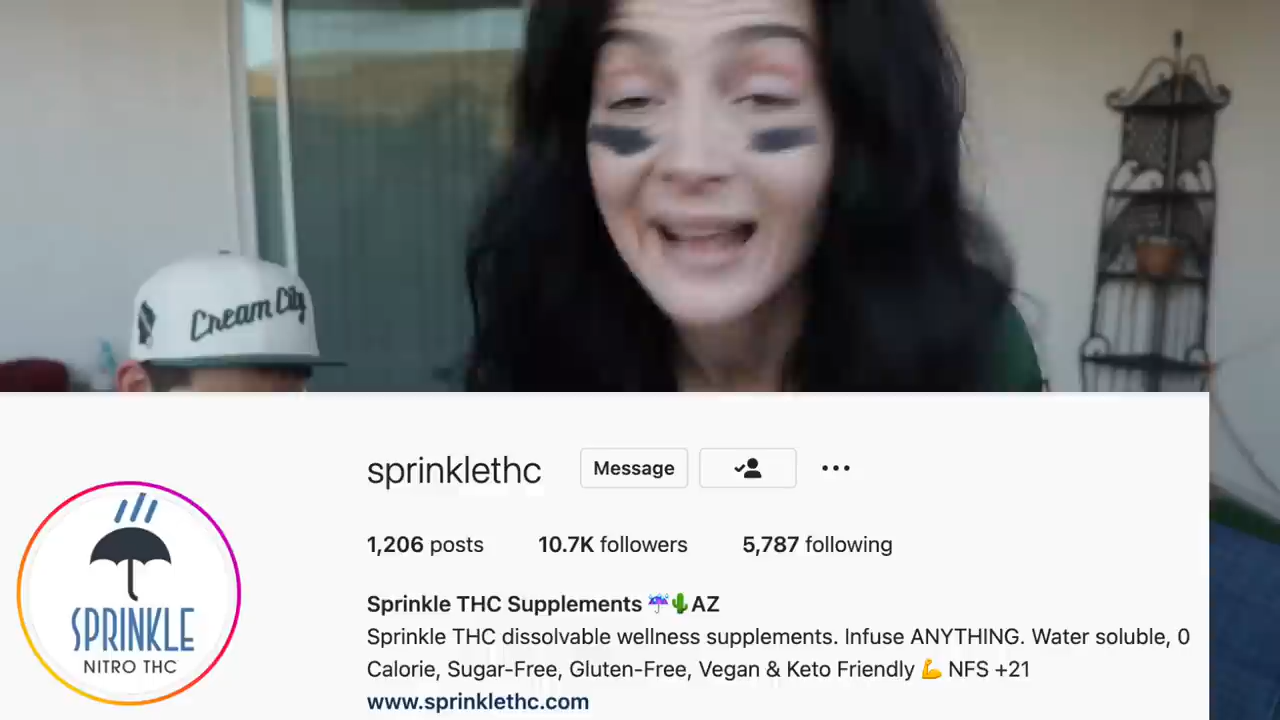 Cream City
sprinklethc
Message
1,206 posts 10.7K followers 5,787 following
Sprinkle THC Supplements ☔🌵AZ
Sprinkle THC dissolvable wellness supplements. Infuse ANYTHING. Water soluble, 0
Calorie, Sugar-Free, Gluten-Free, Vegan & Keto Friendly 💪 NFS +21
www.sprinklethc.com
SPRINKLE
NITRO THC